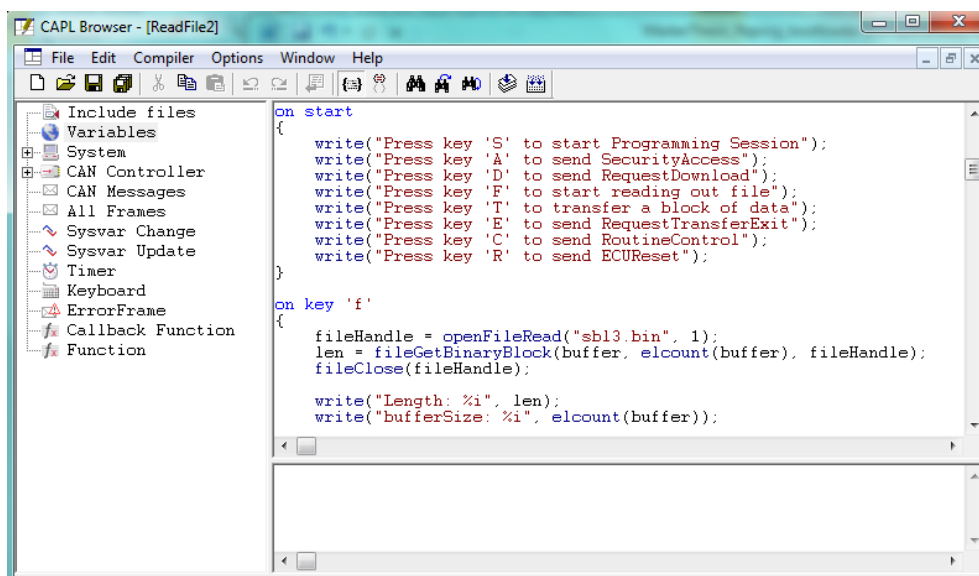 CAPL Browser - [ReadFile2]
File Edit Compiler Options Window Help
Include files
Variables
System
CAN Controller
CAN Messages
All Frames
Sysvar Change
Sysvar Update
Timer
Keyboard
ErrorFrame
Callback Function
Function
on start
{
write("Press key 'S' to start Programming Session");
write("Press key 'A' to send SecurityAccess");
write("Press key 'D' to send RequestDownload");
write("Press key 'F' to start reading out file");
write("Press key 'T' to transfer a block of data");
write("Press key 'E' to send RequestTransferExit");
write("Press key 'C' to send RoutineControl");
write("Press key 'R' to send ECUReset");
}
on key 'f'
{
fileHandle = openFileRead("sbl3.bin", 1);
len = fileGetBinaryBlock(buffer, elcount(buffer), fileHandle);
fileClose(fileHandle);
write("Length: %i", len);
write("bufferSize: %i", elcount(buffer));